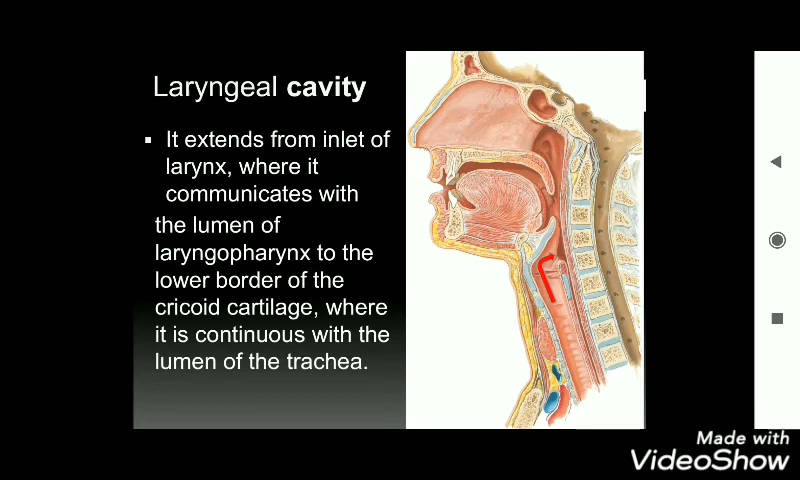 Laryngeal cavity
▪ It extends from inlet of
larynx, where it
communicates with
the lumen of
laryngopharynx to the
lower border of the
cricoid cartilage, where
it is continuous with the
lumen of the trachea.
Made with
VideoShow